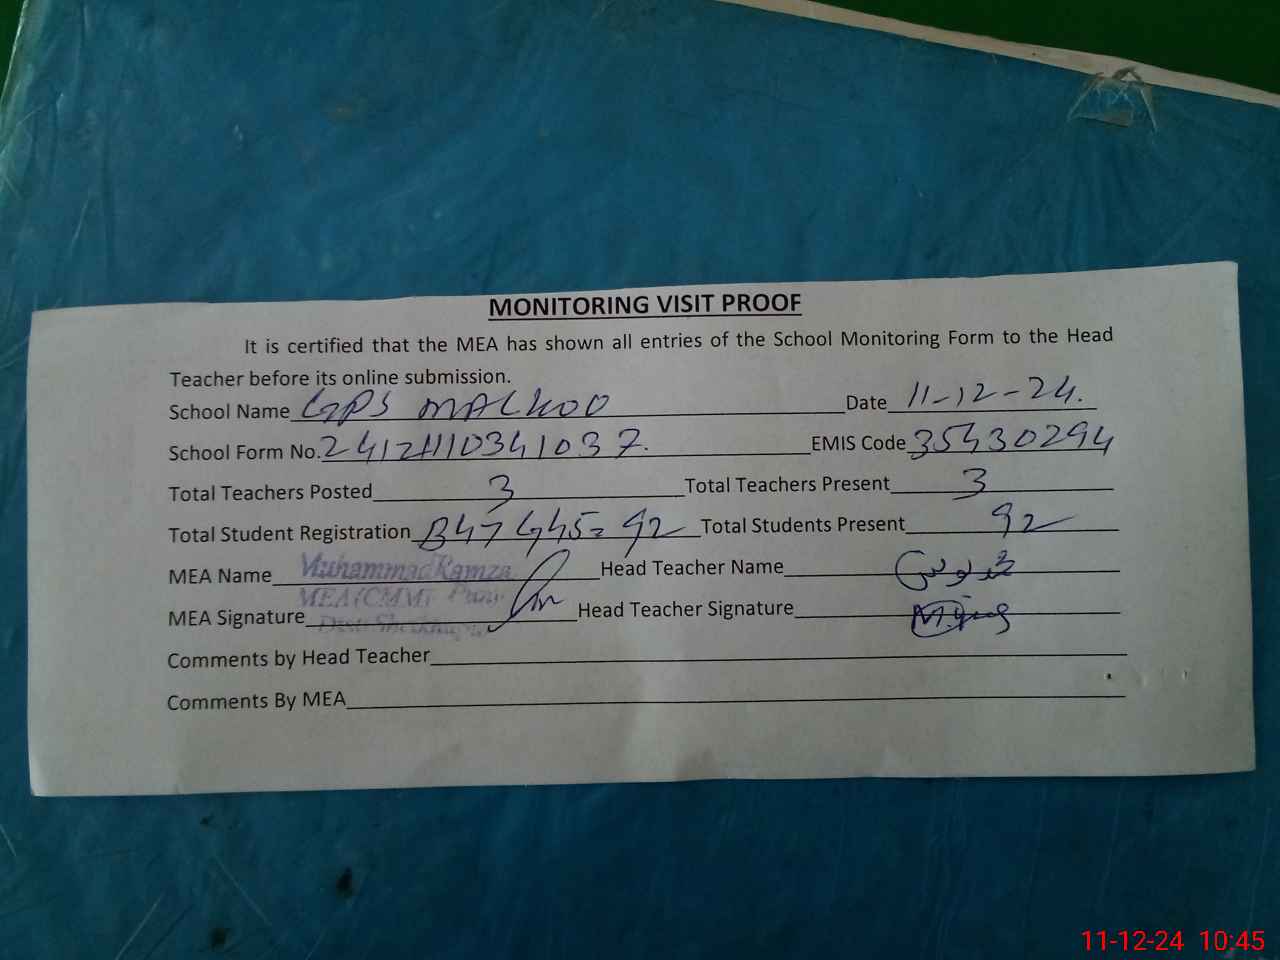 MONITORING VISIT PROOF
It is certified that the MEA has shown all entries of the School Monitoring Form to the Head
Teacher before its online submission.
School Name GPS MALKOO Date 11-12-24.
School Form No. 24121110341037. EMIS Code 35430294
Total Teachers Posted 3 Total Teachers Present 3
Total Student Registration B47 G45= 92 Total Students Present 92
MEA Name Muhammad Ramzan Head Teacher Name
MEA Signature MEA (CMM) Head Teacher Signature
Comments by Head Teacher
Comments By MEA
11-12-24 10:45